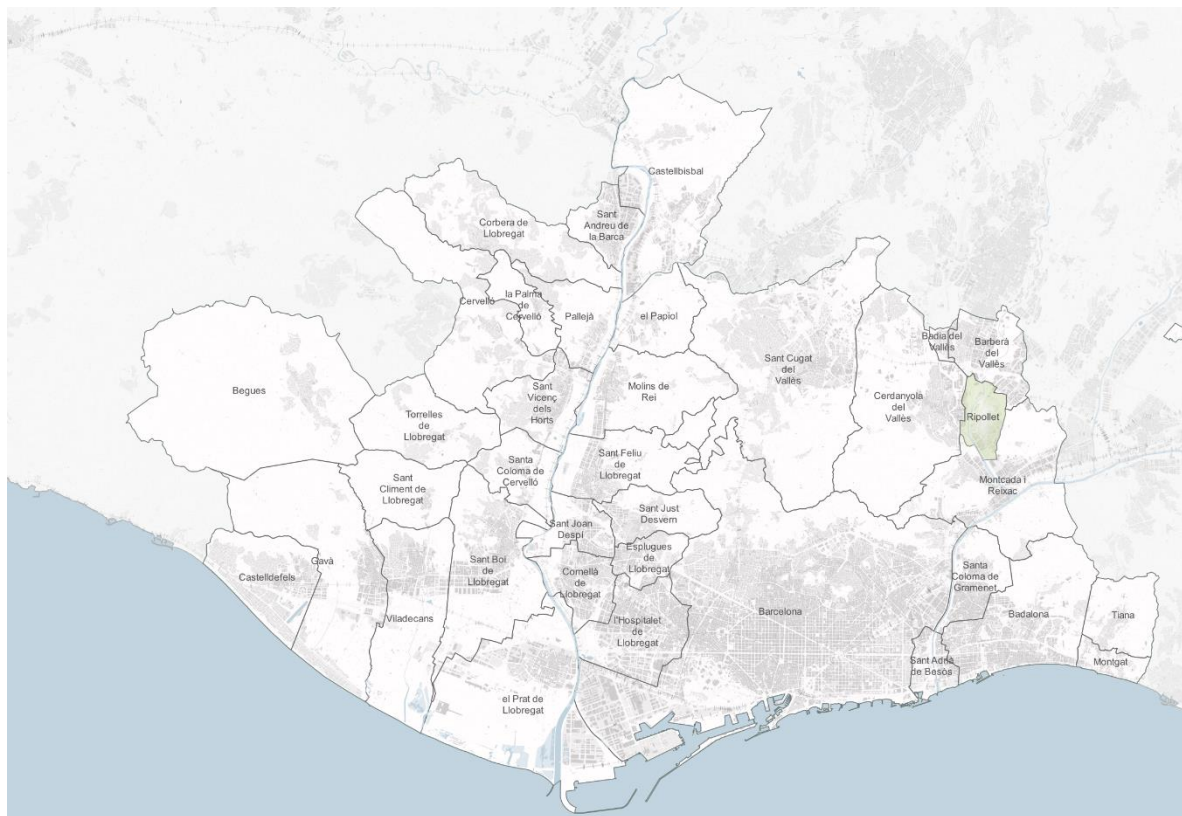 Castellbisbal
Sant
Andreu de
la Barca
Corbera de
Llobregat
la Palma
de
Cervelló
Cervelló
Pallejà
el Papiol
Badia del
Vallès
Barberà
del
Vallès
Sant Cugat
del
Vallès
Begues
Sant
Vicenç
dels
Horts
Molins de
Rei
Cerdanyola
del
Vallès
Ripollet
Torrelles
de
Llobregat
Santa
Coloma de
Cervelló
Sant Feliu
de
Llobregat
Sant
Climent de
Llobregat
Montcada i
Reixac
Sant Just
Desvern
Sant Joan
Despí
Esplugues
de
Llobregat
Gavà
Castelldefels
Sant Boi
de
Llobregat
Cornellà
de
Llobregat
Santa
Coloma de
Gramenet
Viladecans
l'Hospitalet
de
Llobregat
Barcelona
Badalona
Tiana
Montgat
Sant Adrià
de Besòs
el Prat de
Llobregat